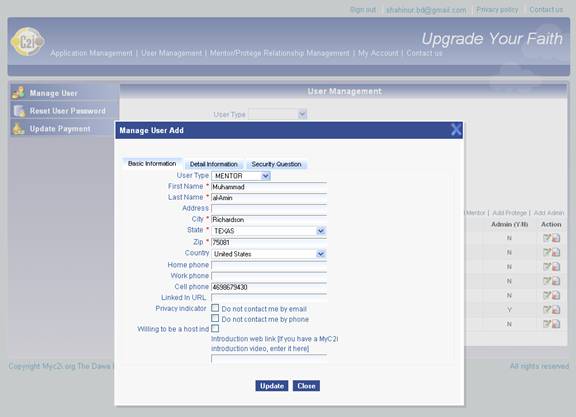 Sign out shahinur.bd@gmail.com Privacy policy Contact us
C2i
Upgrade Your Faith
Application Management | User Management | Mentor/Protege Relationship Management | My Account | Contact us
Manage User
User Management
Reset User Password
User Type
Update Payment
Manage User Add
X
Basic Information Detail Information Security Question
User Type MENTOR
First Name * Muhammad
Last Name * al-Amin
Address
City * Richardson
State * TEXAS
Zip * 75081
Country United States
Home phone
Work phone
Cell phone 4698679430
Linked In URL
Privacy indicator Do not contact me by email
Do not contact me by phone
Willing to be a host ind
Introduction web link [If you have a MyC2i
introduction video, enter it here]
Update Close
Mentor | Add Protege | Add Admin
Admin (Y/N) Action
N
N
N
N
N
Y
N
Copyright Myc2i.org The Dawa
All rights reserved